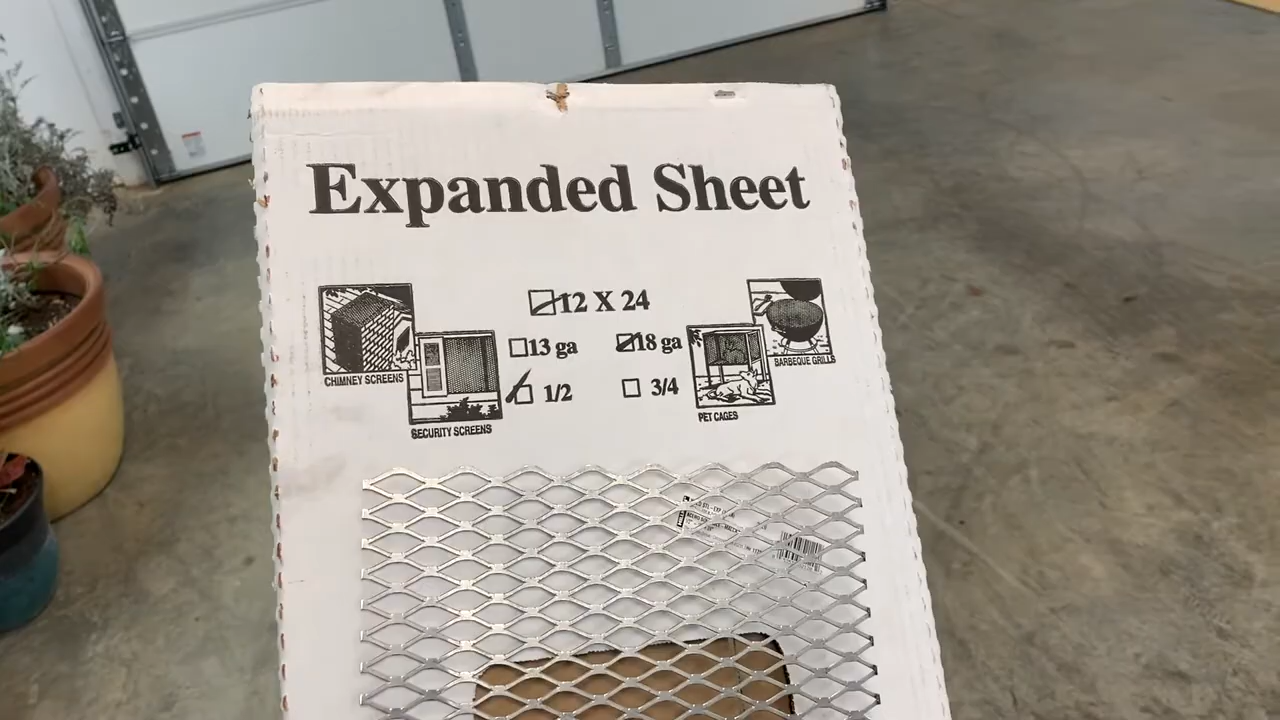 Expanded Sheet
12 X 24
13 ga 18 ga
1/2 3/4
CHIMNEY SCREENS
SECURITY SCREENS
PET CAGES
BARBEQUE GRILLS